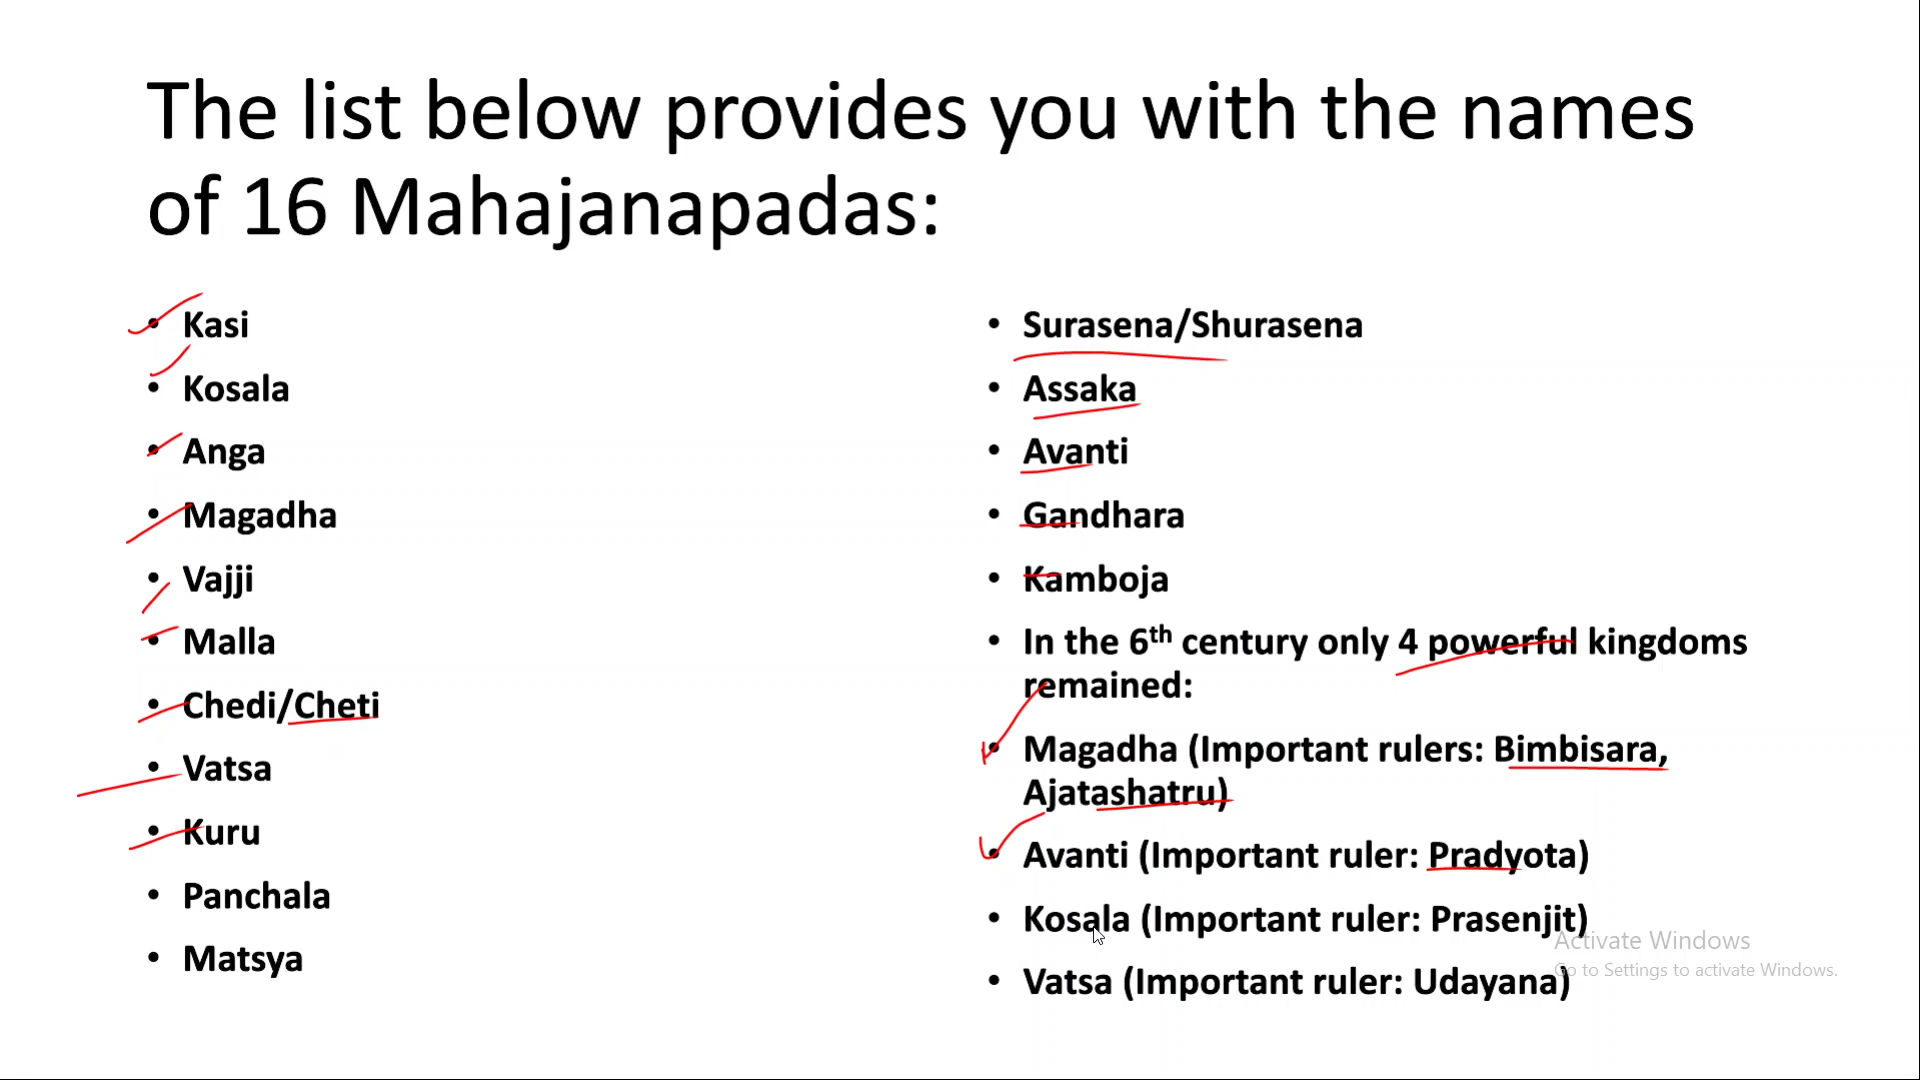 The list below provides you with the names
of 16 Mahajanapadas:
• Kasi
• Kosala
• Anga
• Magadha
• Vajji
• Malla
• Chedi/Cheti
• Vatsa
• Kuru
• Panchala
• Matsya
• Surasena/Shurasena
• Assaka
• Avanti
• Gandhara
• Kamboja
• In the 6th century only 4 powerful kingdoms
remained:
• Magadha (Important rulers: Bimbisara,
Ajatashatru)
• Avanti (Important ruler: Pradyota)
• Kosala (Important ruler: Prasenjit)
• Vatsa (Important ruler: Udayana)
Activate Windows
Go to Settings to activate Windows.